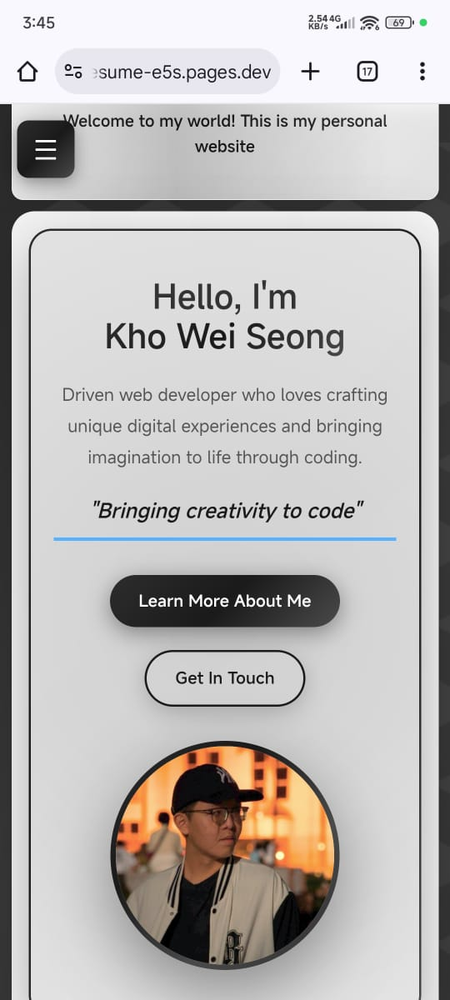 3:45
2.54 4G
KB/s
6
69
esume-e5s.pages.dev
17
Welcome to my world! This is my personal
website
Hello, I'm
Kho Wei Seong
Driven web developer who loves crafting
unique digital experiences and bringing
imagination to life through coding.
"Bringing creativity to code"
Learn More About Me
Get In Touch
NY